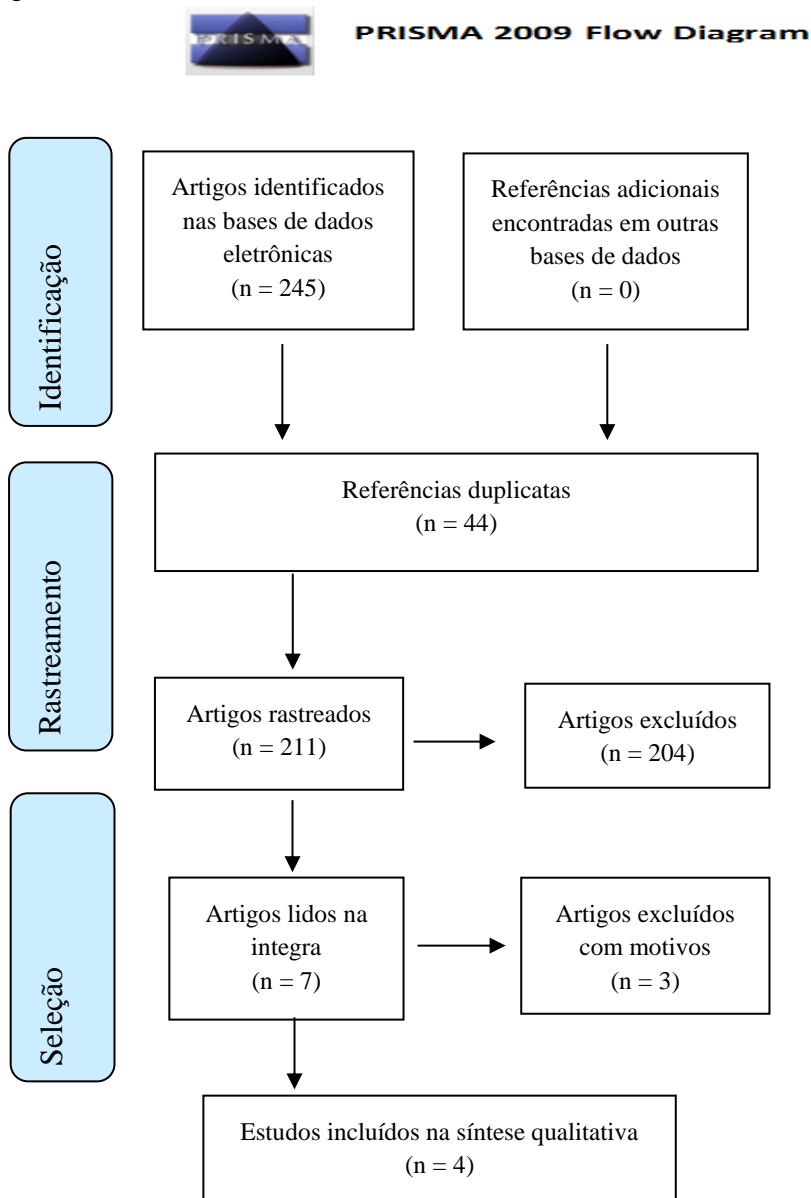 PRISMA
PRISMA 2009 Flow Diagram
Identificação
Artigos identificados
nas bases de dados
eletrônicas
(n = 245)
Referências adicionais
encontradas em outras
bases de dados
(n = 0)
Rastreamento
Referências duplicatas
(n = 44)
Artigos rastreados
(n = 211)
Artigos excluídos
(n = 204)
Seleção
Artigos lidos na
integra
(n = 7)
Artigos excluídos
com motivos
(n = 3)
Estudos incluídos na síntese qualitativa
(n = 4)